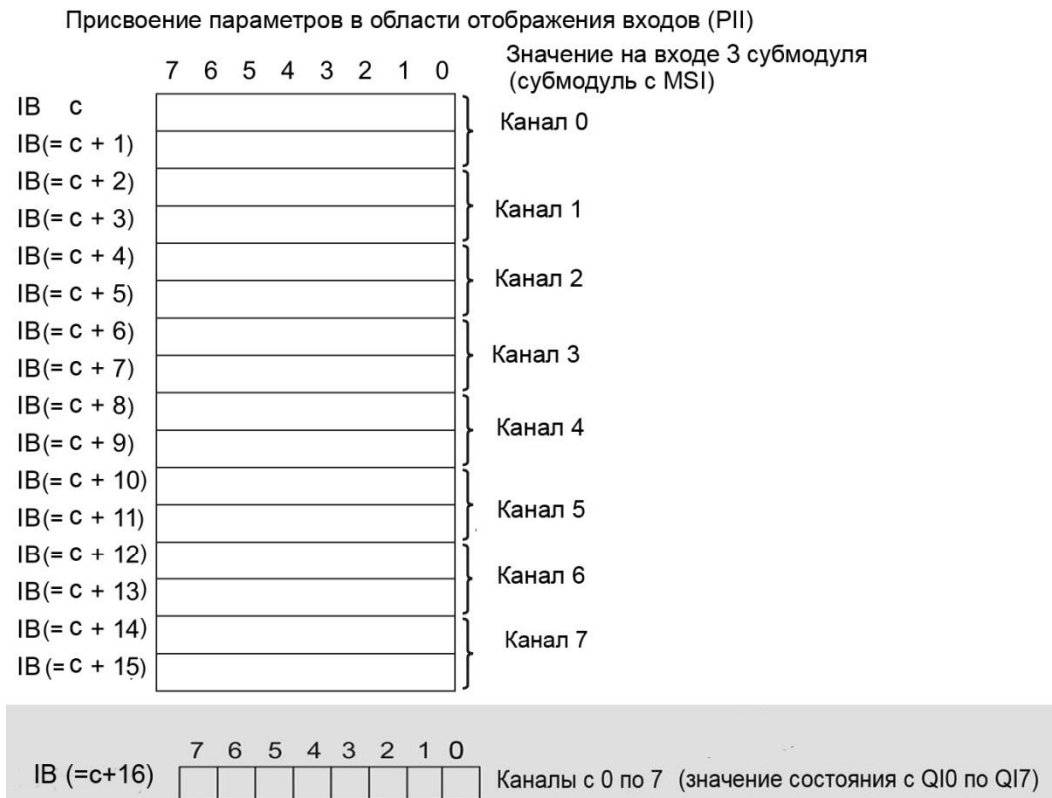 Присвоение параметров в области отображения входов (PII)
Значение на входе 3 субмодуля
(субмодуль с MSI)
7 6 5 4 3 2 1 0
IB c
Канал 0
IB(= c + 1)
IB(= c + 2)
Канал 1
IB(= c + 3)
IB(= c + 4)
Канал 2
IB(= c + 5)
IB(= c + 6)
Канал 3
IB(= c + 7)
IB(= c + 8)
Канал 4
IB(= c + 9)
IB(= c + 10)
Канал 5
IB(= c + 11)
IB(= c + 12)
Канал 6
IB(= c + 13)
IB(= c + 14)
Канал 7
IB (= c + 15)
7 6 5 4 3 2 1 0
IB (=c+16) Каналы с 0 по 7 (значение состояния с QI0 по QI7)